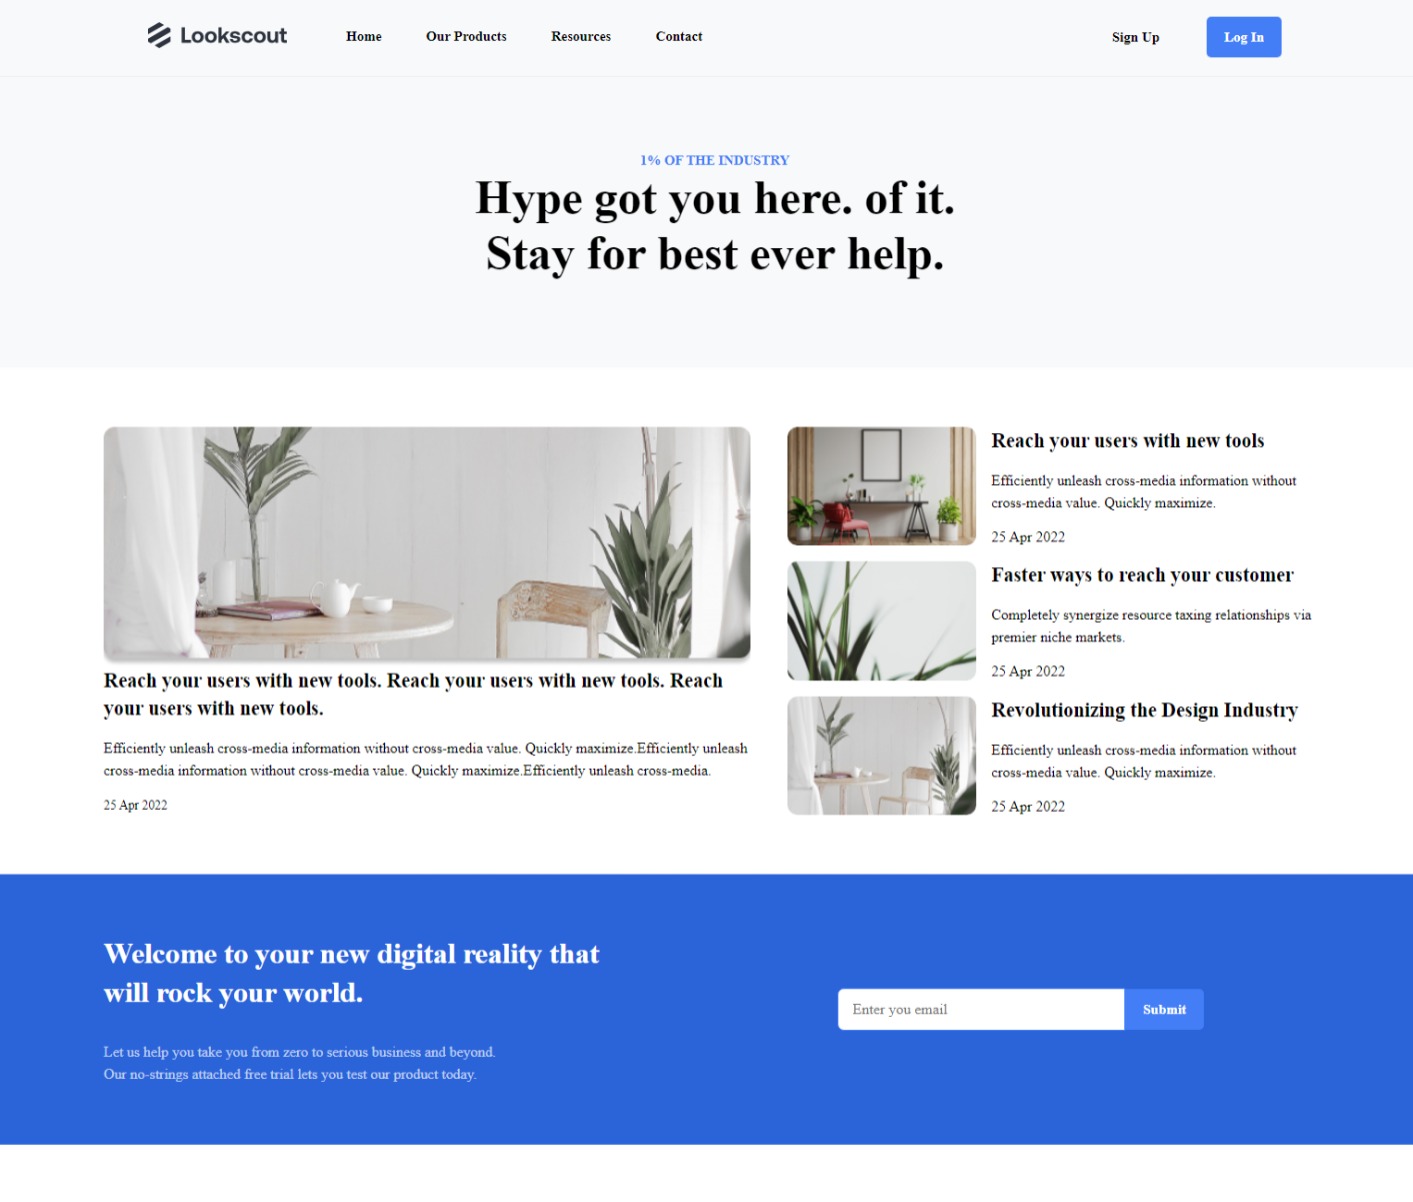 Lookscout
Home
Our Products
Resources
Contact
Sign Up
Log In
1% OF THE INDUSTRY
Hype got you here. of it.
Stay for best ever help.
Reach your users with new tools. Reach your users with new tools. Reach
your users with new tools.
Efficiently unleash cross-media information without cross-media value. Quickly maximize.Efficiently unleash
cross-media information without cross-media value. Quickly maximize.Efficiently unleash cross-media.
25 Apr 2022
Reach your users with new tools
Efficiently unleash cross-media information without
cross-media value. Quickly maximize.
25 Apr 2022
Faster ways to reach your customer
Completely synergize resource taxing relationships via
premier niche markets.
25 Apr 2022
Revolutionizing the Design Industry
Efficiently unleash cross-media information without
cross-media value. Quickly maximize.
25 Apr 2022
Welcome to your new digital reality that
will rock your world.
Let us help you take you from zero to serious business and beyond.
Our no-strings attached free trial lets you test our product today.
Enter you email
Submit